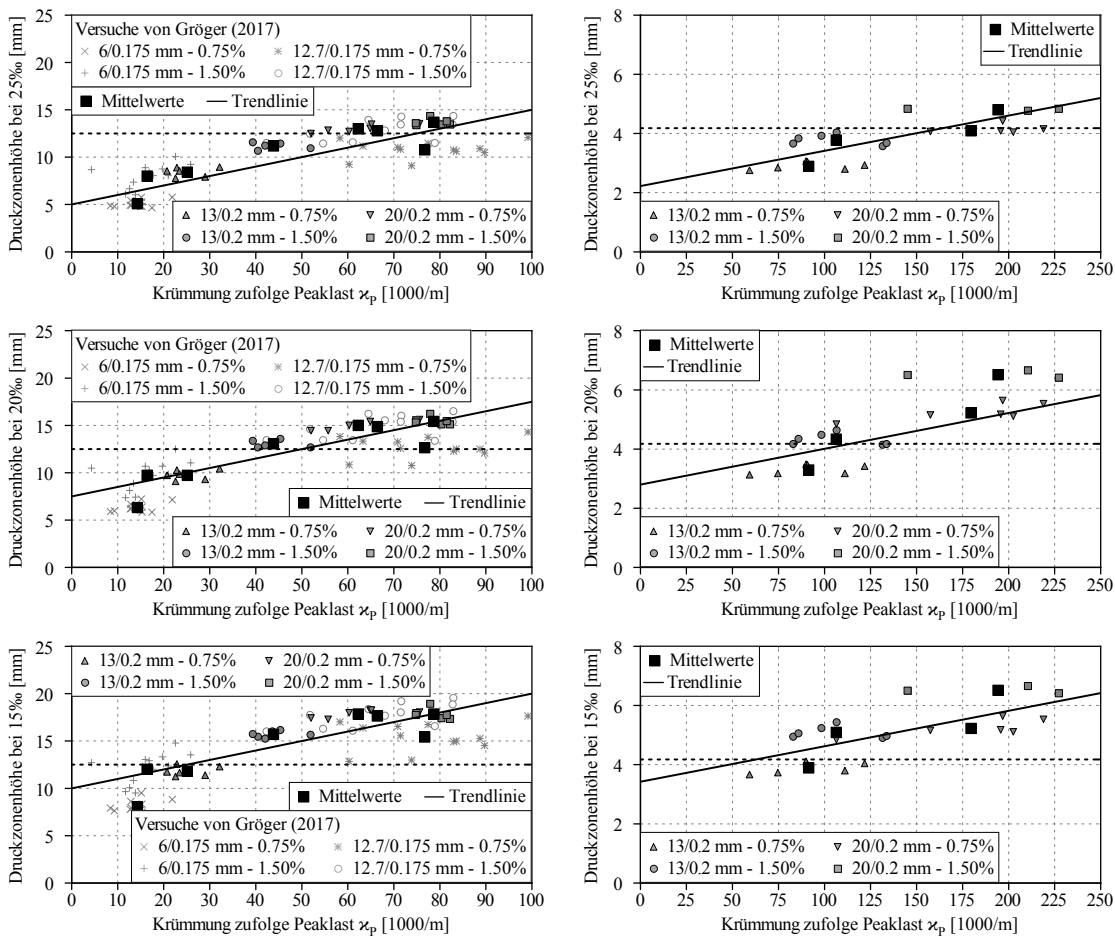 Druckzonenhöhe bei 25‰ [mm]
25
20
15
10
5
0
Versuche von Gröger (2017)
6/0.175 mm - 0.75%
12.7/0.175 mm - 0.75%
6/0.175 mm - 1.50%
12.7/0.175 mm - 1.50%
Mittelwerte
Trendlinie
13/0.2 mm - 0.75%
20/0.2 mm - 0.75%
13/0.2 mm - 1.50%
20/0.2 mm - 1.50%
0 10 20 30 40 50 60 70 80 90 100
Krümmung zufolge Peaklast ϰP [1000/m]
Druckzonenhöhe bei 25‰ [mm]
8
6
4
2
0
Mittelwerte
Trendlinie
13/0.2 mm - 0.75%
20/0.2 mm - 0.75%
13/0.2 mm - 1.50%
20/0.2 mm - 1.50%
0 25 50 75 100 125 150 175 200 225 250
Krümmung zufolge Peaklast ϰP [1000/m]
Druckzonenhöhe bei 20‰ [mm]
25
20
15
10
5
0
Versuche von Gröger (2017)
6/0.175 mm - 0.75%
12.7/0.175 mm - 0.75%
6/0.175 mm - 1.50%
12.7/0.175 mm - 1.50%
Mittelwerte
Trendlinie
13/0.2 mm - 0.75%
20/0.2 mm - 0.75%
13/0.2 mm - 1.50%
20/0.2 mm - 1.50%
0 10 20 30 40 50 60 70 80 90 100
Krümmung zufolge Peaklast ϰP [1000/m]
Druckzonenhöhe bei 20‰ [mm]
8
6
4
2
0
Mittelwerte
Trendlinie
13/0.2 mm - 0.75%
20/0.2 mm - 0.75%
13/0.2 mm - 1.50%
20/0.2 mm - 1.50%
0 25 50 75 100 125 150 175 200 225 250
Krümmung zufolge Peaklast ϰP [1000/m]
Druckzonenhöhe bei 15‰ [mm]
25
20
15
10
5
0
13/0.2 mm - 0.75%
20/0.2 mm - 0.75%
13/0.2 mm - 1.50%
20/0.2 mm - 1.50%
Mittelwerte
Trendlinie
Versuche von Gröger (2017)
6/0.175 mm - 0.75%
12.7/0.175 mm - 0.75%
6/0.175 mm - 1.50%
12.7/0.175 mm - 1.50%
0 10 20 30 40 50 60 70 80 90 100
Krümmung zufolge Peaklast ϰP [1000/m]
Druckzonenhöhe bei 15‰ [mm]
8
6
4
2
0
Mittelwerte
Trendlinie
13/0.2 mm - 0.75%
20/0.2 mm - 0.75%
13/0.2 mm - 1.50%
20/0.2 mm - 1.50%
0 25 50 75 100 125 150 175 200 225 250
Krümmung zufolge Peaklast ϰP [1000/m]